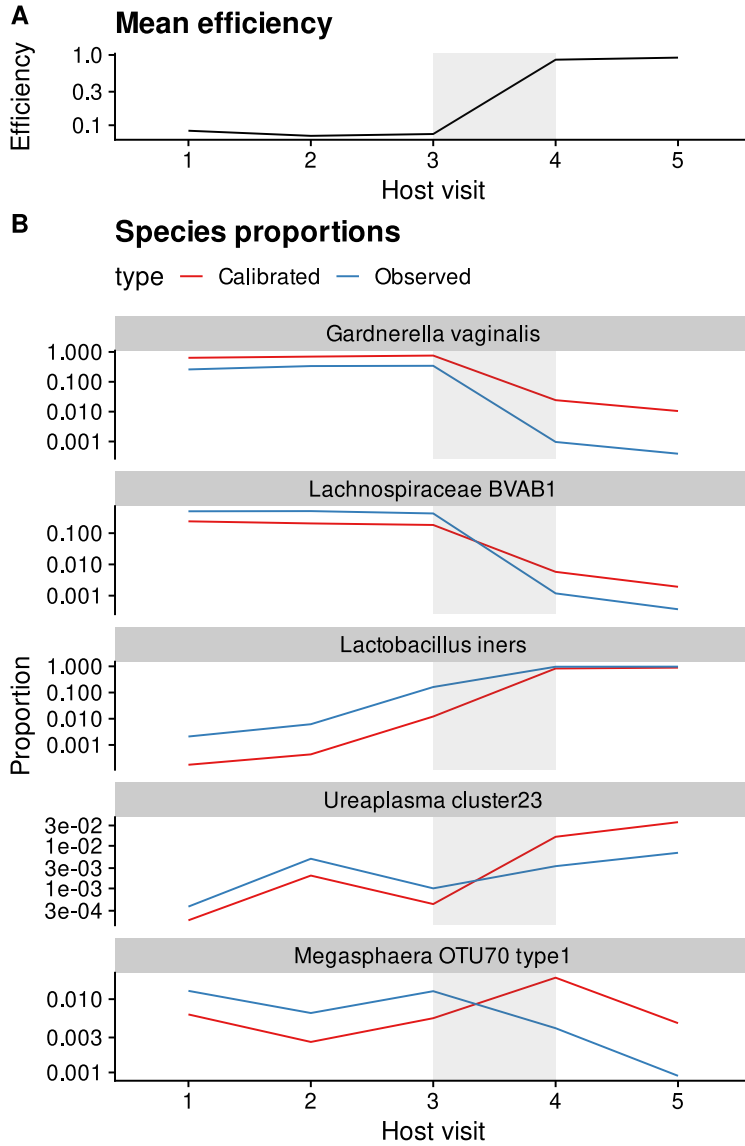 A
Mean efficiency
Efficiency
1.0
0.3
0.1
1 2 3 4 5
Host visit
B
Species proportions
type Calibrated Observed
Proportion
Gardnerella vaginalis
1.000
0.100
0.010
0.001
Lachnospiraceae BVAB1
0.100
0.010
0.001
Lactobacillus iners
1.000
0.100
0.010
0.001
Ureaplasma cluster23
3e-02
1e-02
3e-03
1e-03
3e-04
Megasphaera OTU70 type1
0.010
0.003
0.001
1 2 3 4 5
Host visit